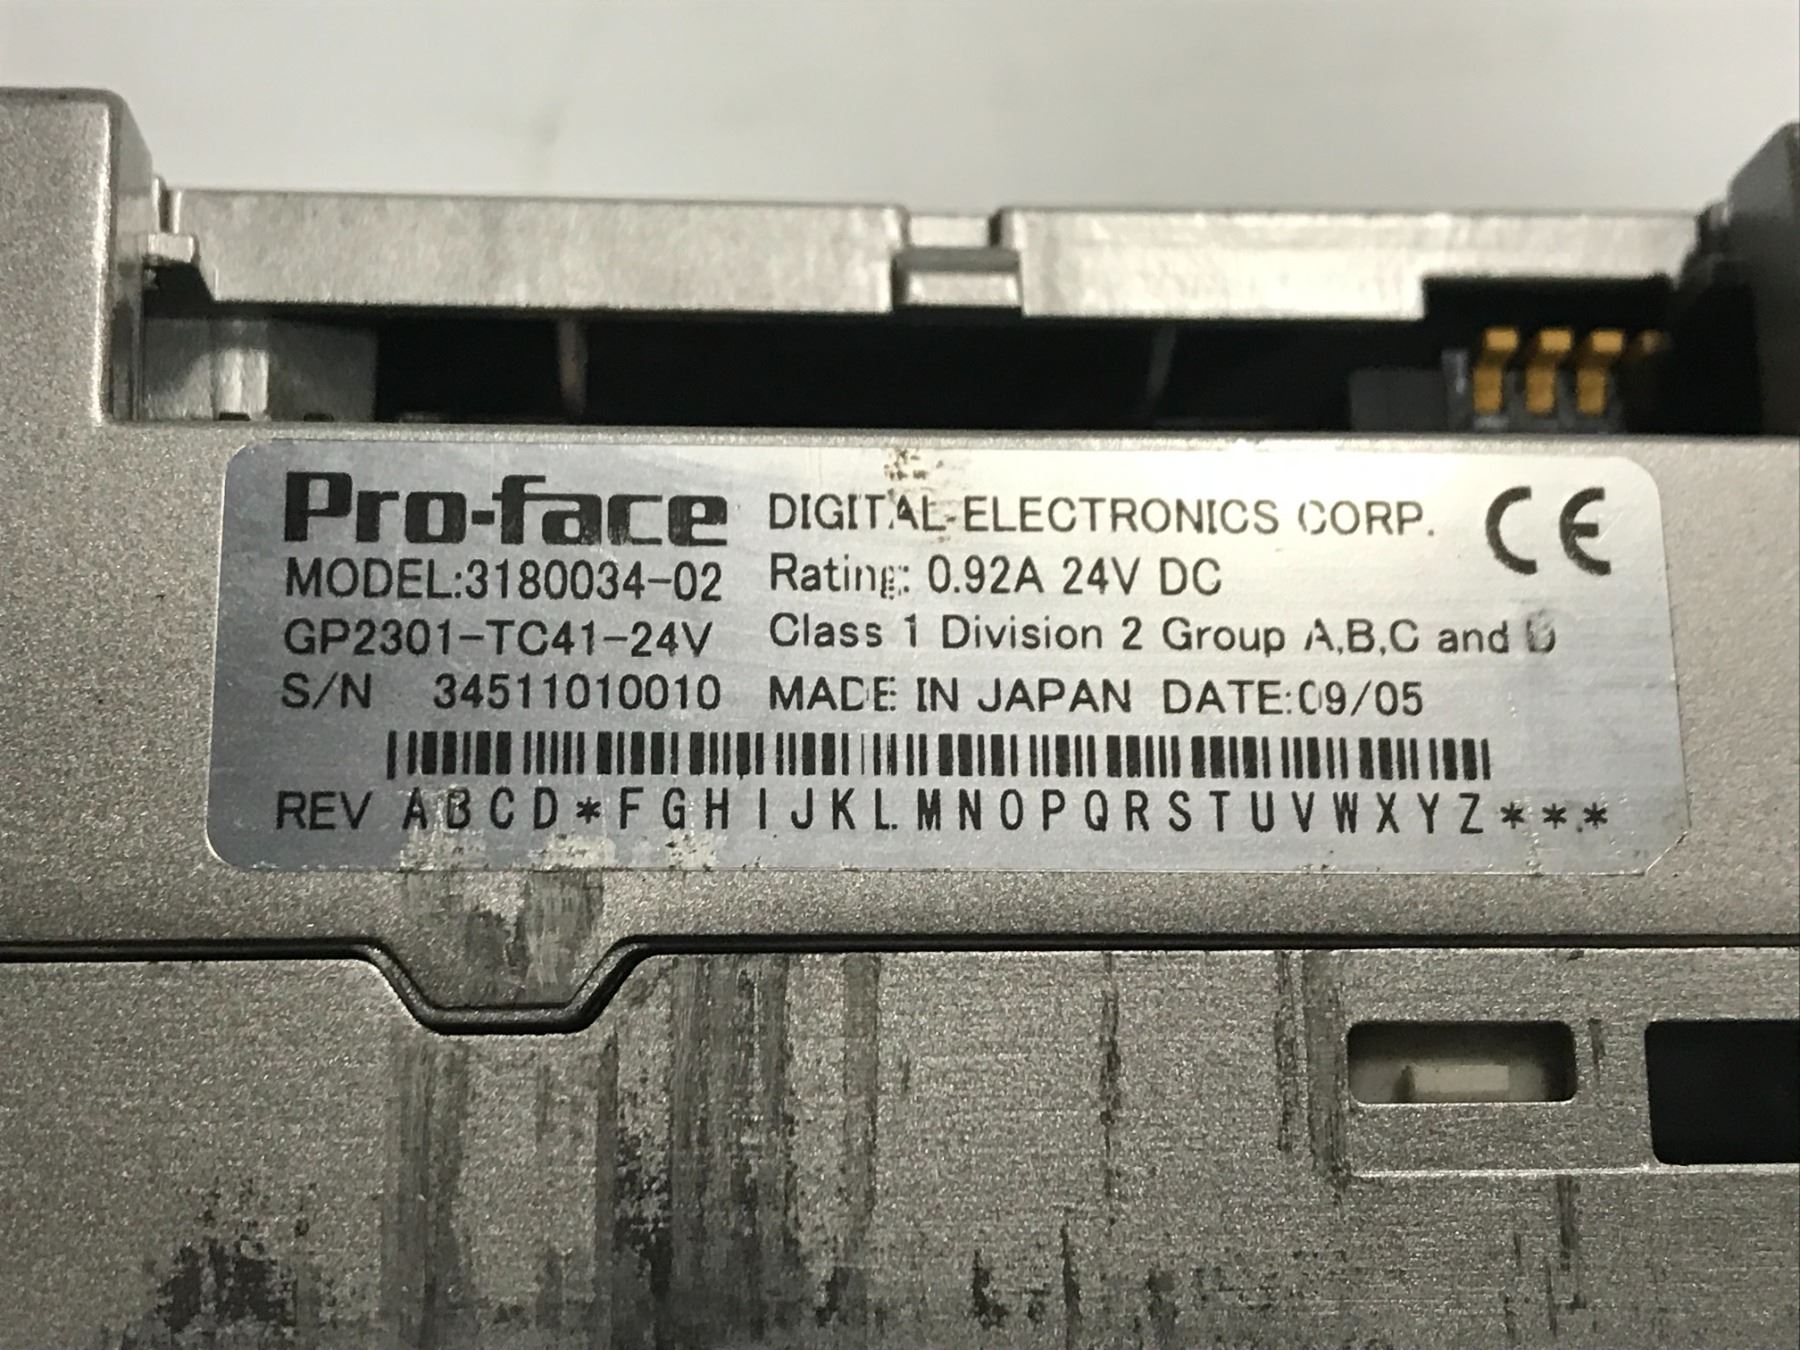 Pro-face DIGITAL ELECTRONICS CORP. CE
MODEL:3180034-02 Rating: 0.92A 24V DC
GP2301-TC41-24V Class 1 Division 2 Group A,B,C and D
S/N 34511010010 MADE IN JAPAN DATE:09/05
REV A B C D * F G H I J K L M N O P Q R S T U V W X Y Z * * *